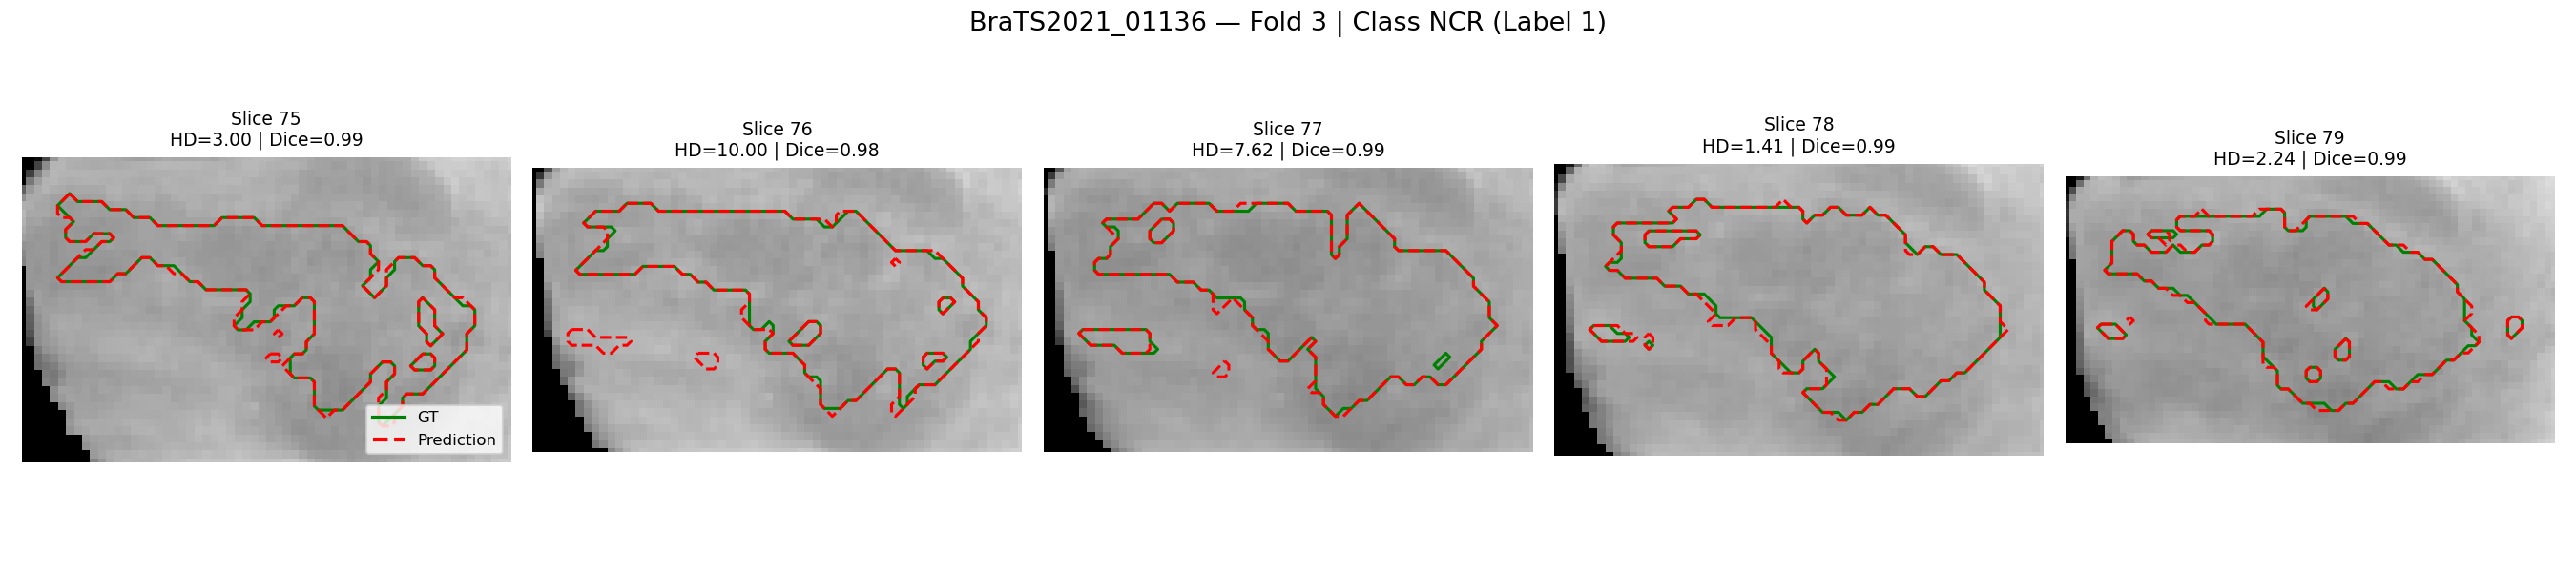 BraTS2021_01136 — Fold 3 | Class NCR (Label 1)
Slice 75
HD=3.00 | Dice=0.99
Slice 76
HD=10.00 | Dice=0.98
Slice 77
HD=7.62 | Dice=0.99
Slice 78
HD=1.41 | Dice=0.99
Slice 79
HD=2.24 | Dice=0.99
GT
Prediction